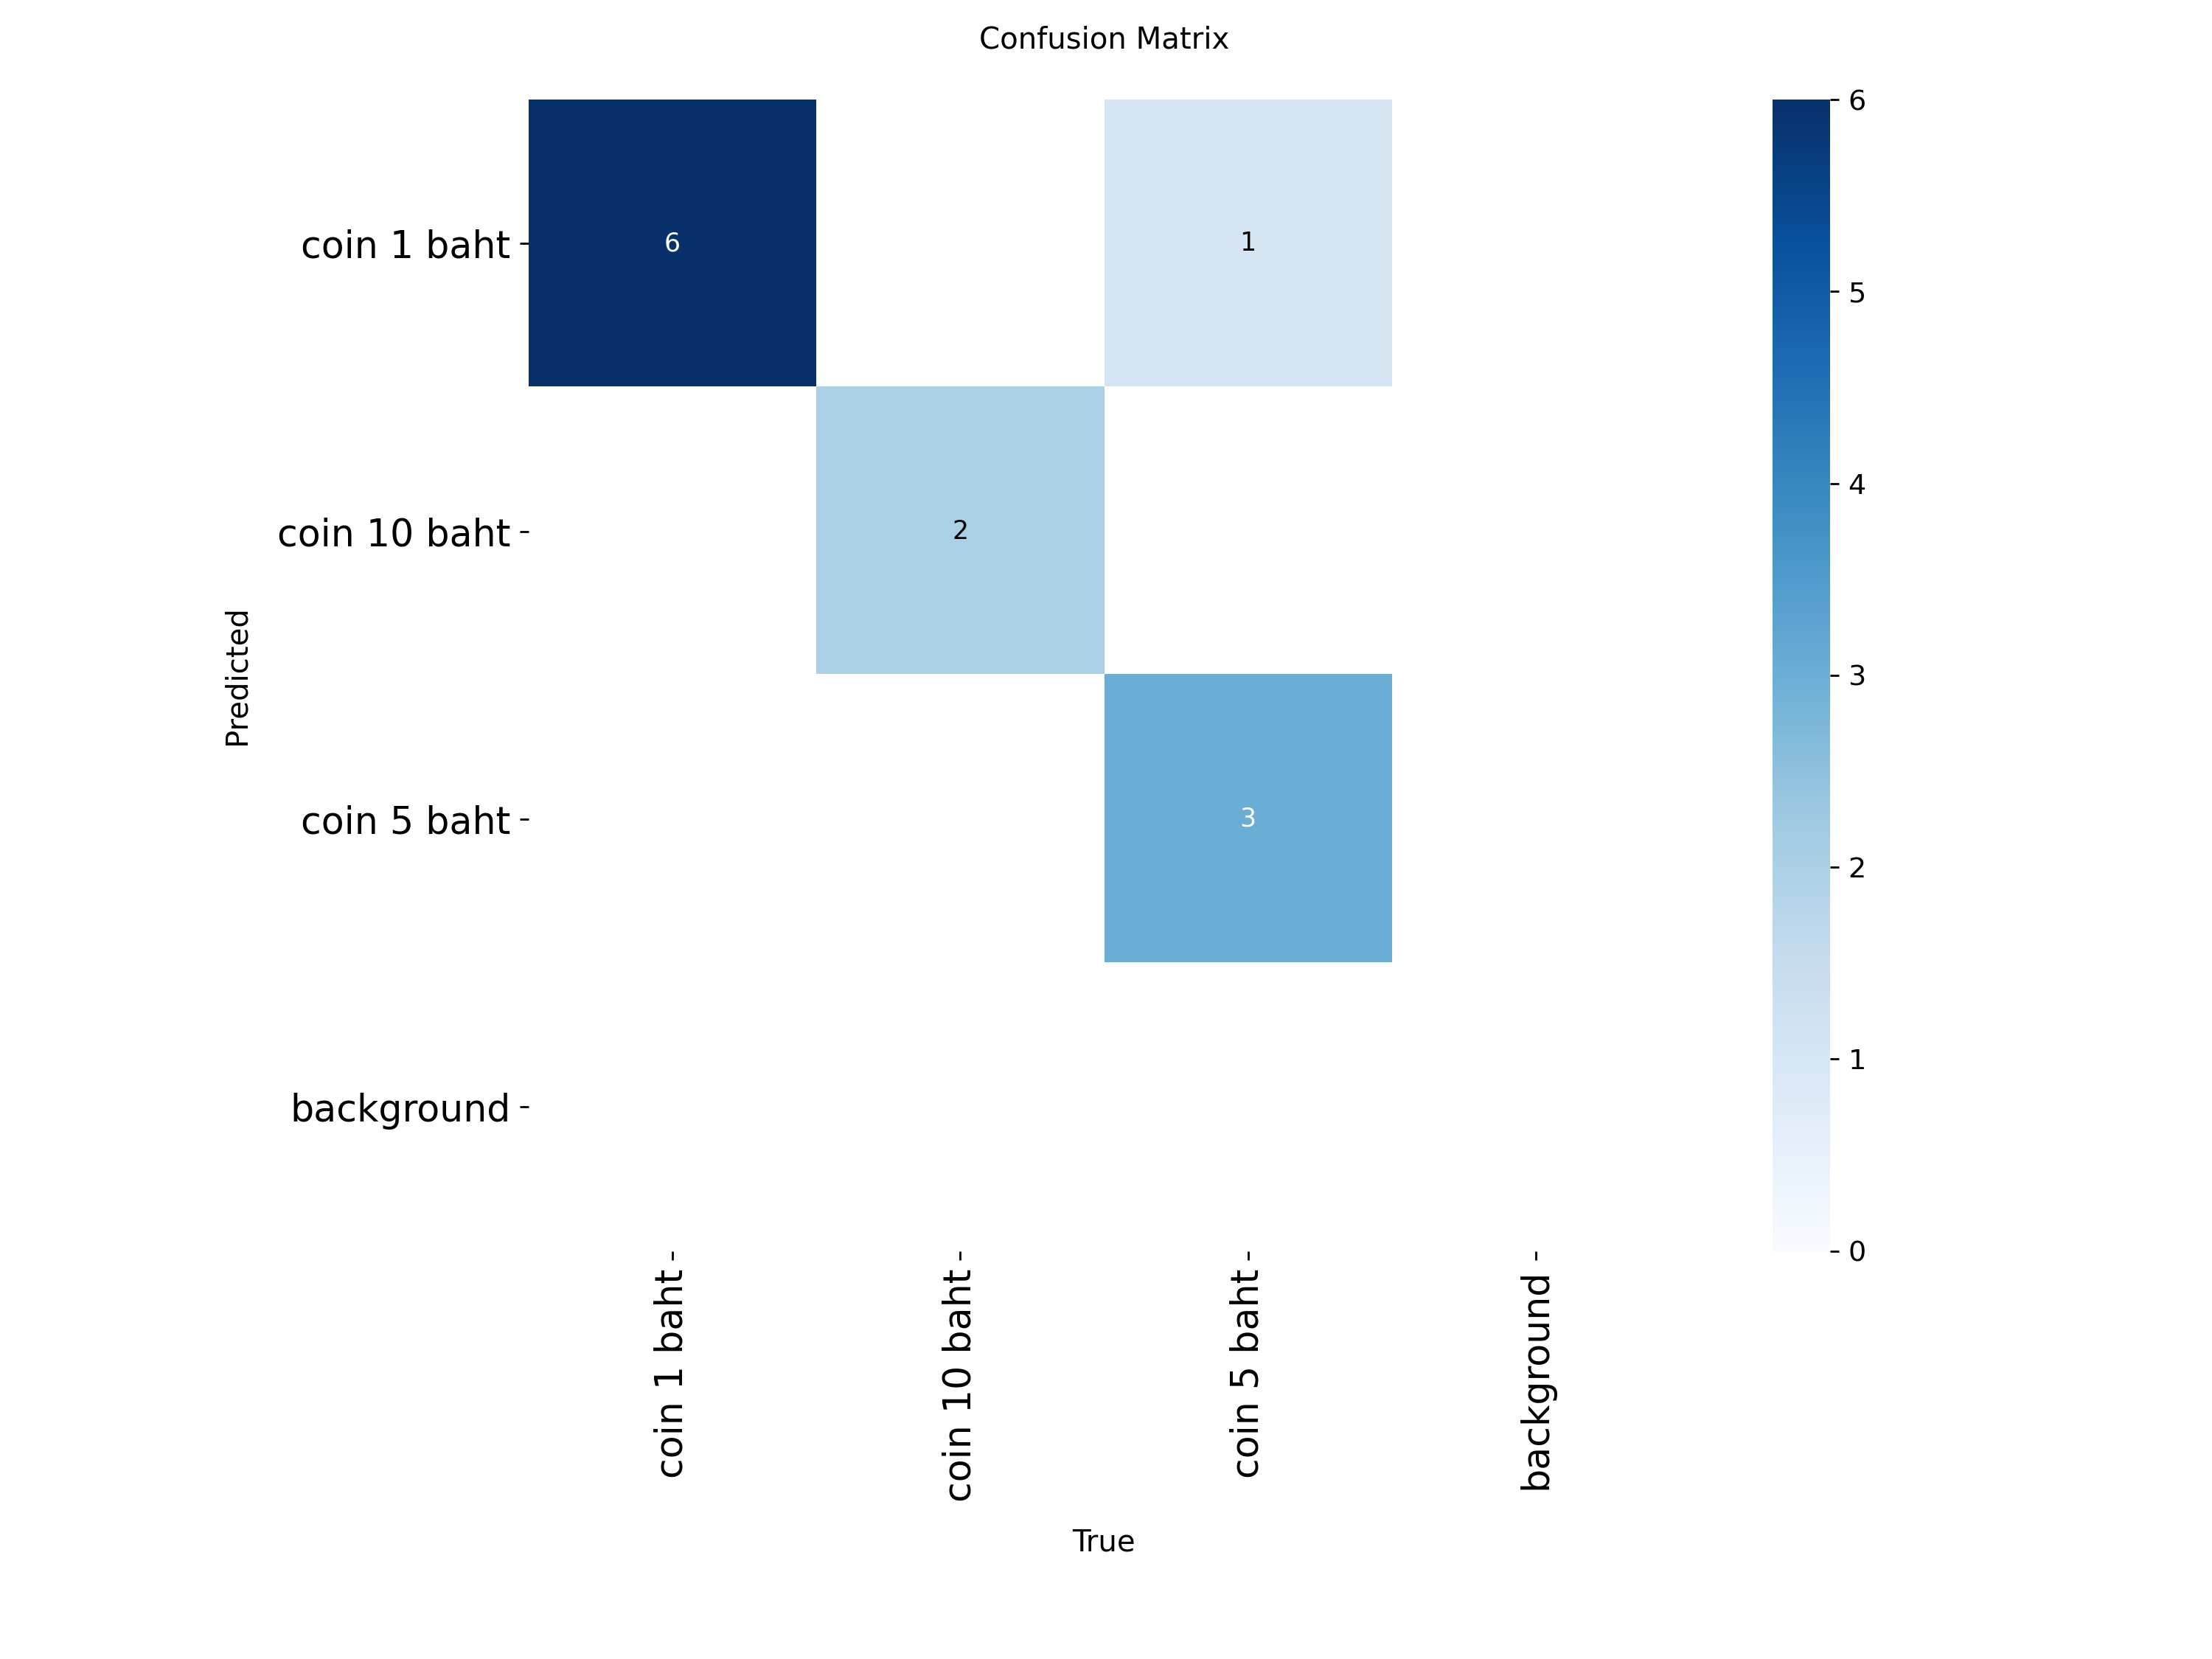 Confusion Matrix
6
coin 1 baht
6
1
5
4
coin 10 baht
2
Predicted
3
coin 5 baht
3
2
background
1
0
coin 1 baht
coin 10 baht
coin 5 baht
background
True